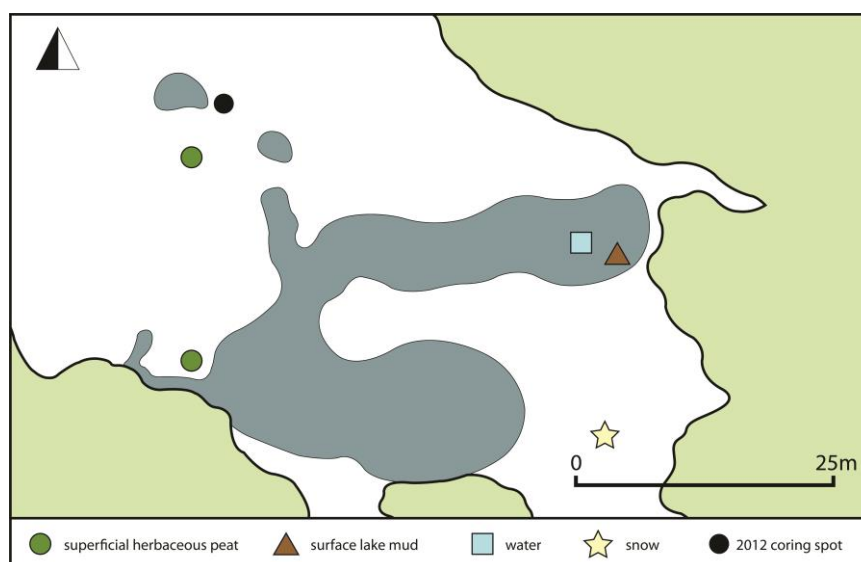 0 25m
superficial herbaceous peat surface lake mud water snow 2012 coring spot